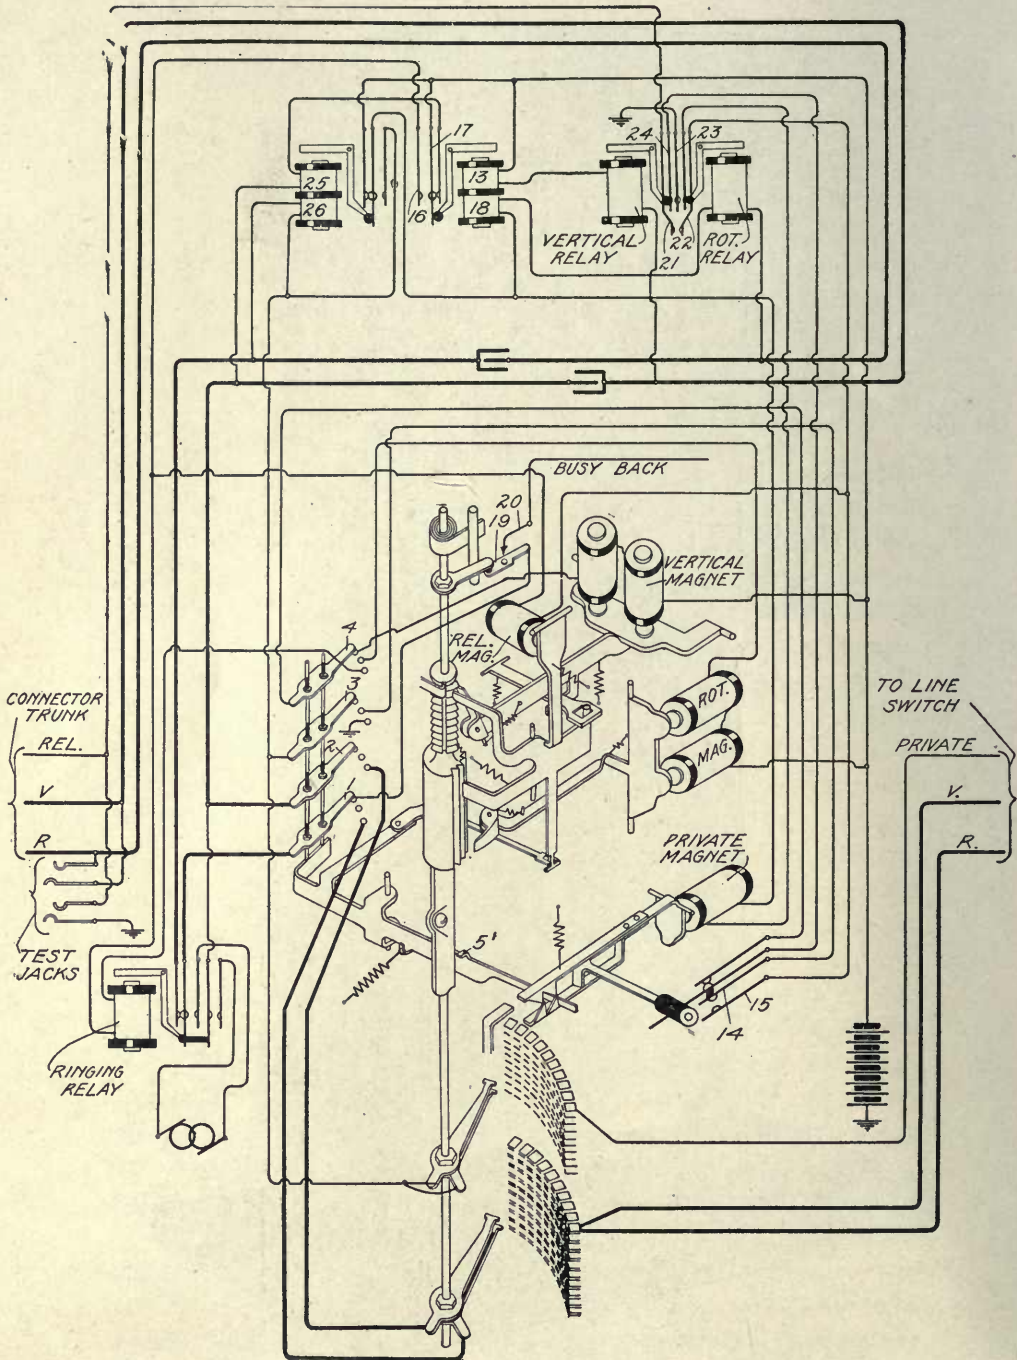 17
24
23
25
13
26
16
18
VERTICAL
RELAY
22
21
ROT.
RELAY
BUSY BACK
20
19
VERTICAL
MAGNET
4
REL.
MAG.
3
ROT.
CONNECTOR
TRUNK
TO LINE
SWITCH
REL.
2
MAG.
PRIVATE
V
1
V.
R
PRIVATE
MAGNET
R.
TEST
JACKS
5'
15
14
RINGING
RELAY